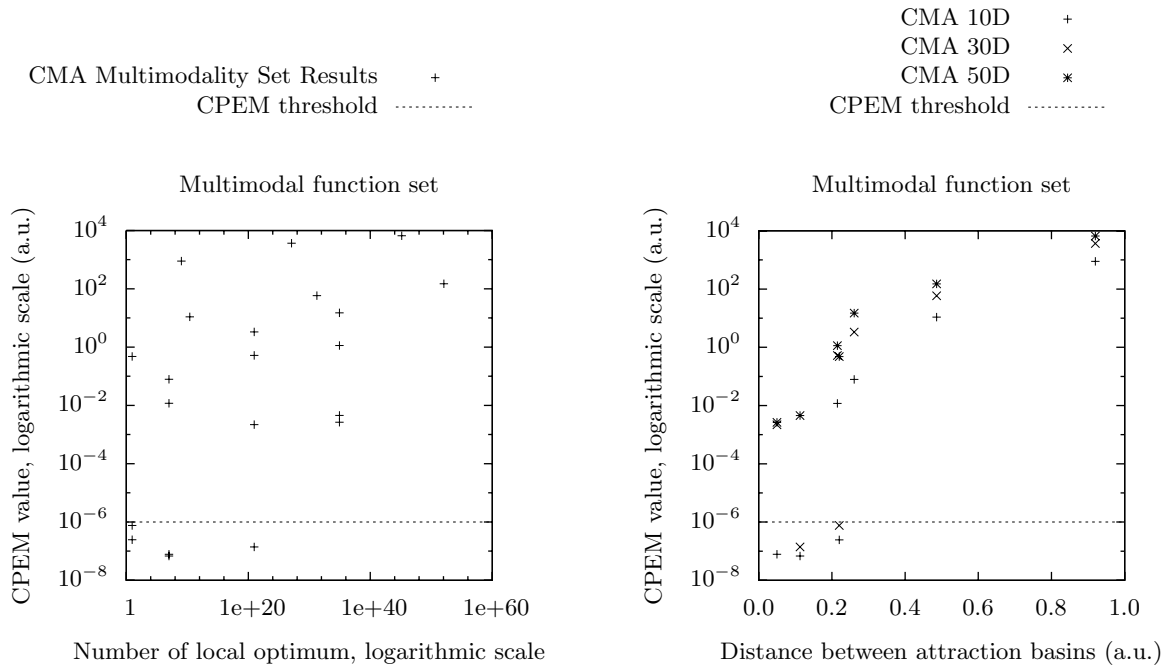 CMA Multimodality Set Results
CPEM threshold
Multimodal function set
CPEM value, logarithmic scale (a.u.)
10^4
10^2
10^0
10^-2
10^-4
10^-6
10^-8
1 1e+20 1e+40 1e+60
Number of local optimum, logarithmic scale
CMA 10D
CMA 30D
CMA 50D
CPEM threshold
Multimodal function set
CPEM value, logarithmic scale (a.u.)
10^4
10^2
10^0
10^-2
10^-4
10^-6
10^-8
0.0 0.2 0.4 0.6 0.8 1.0
Distance between attraction basins (a.u.)